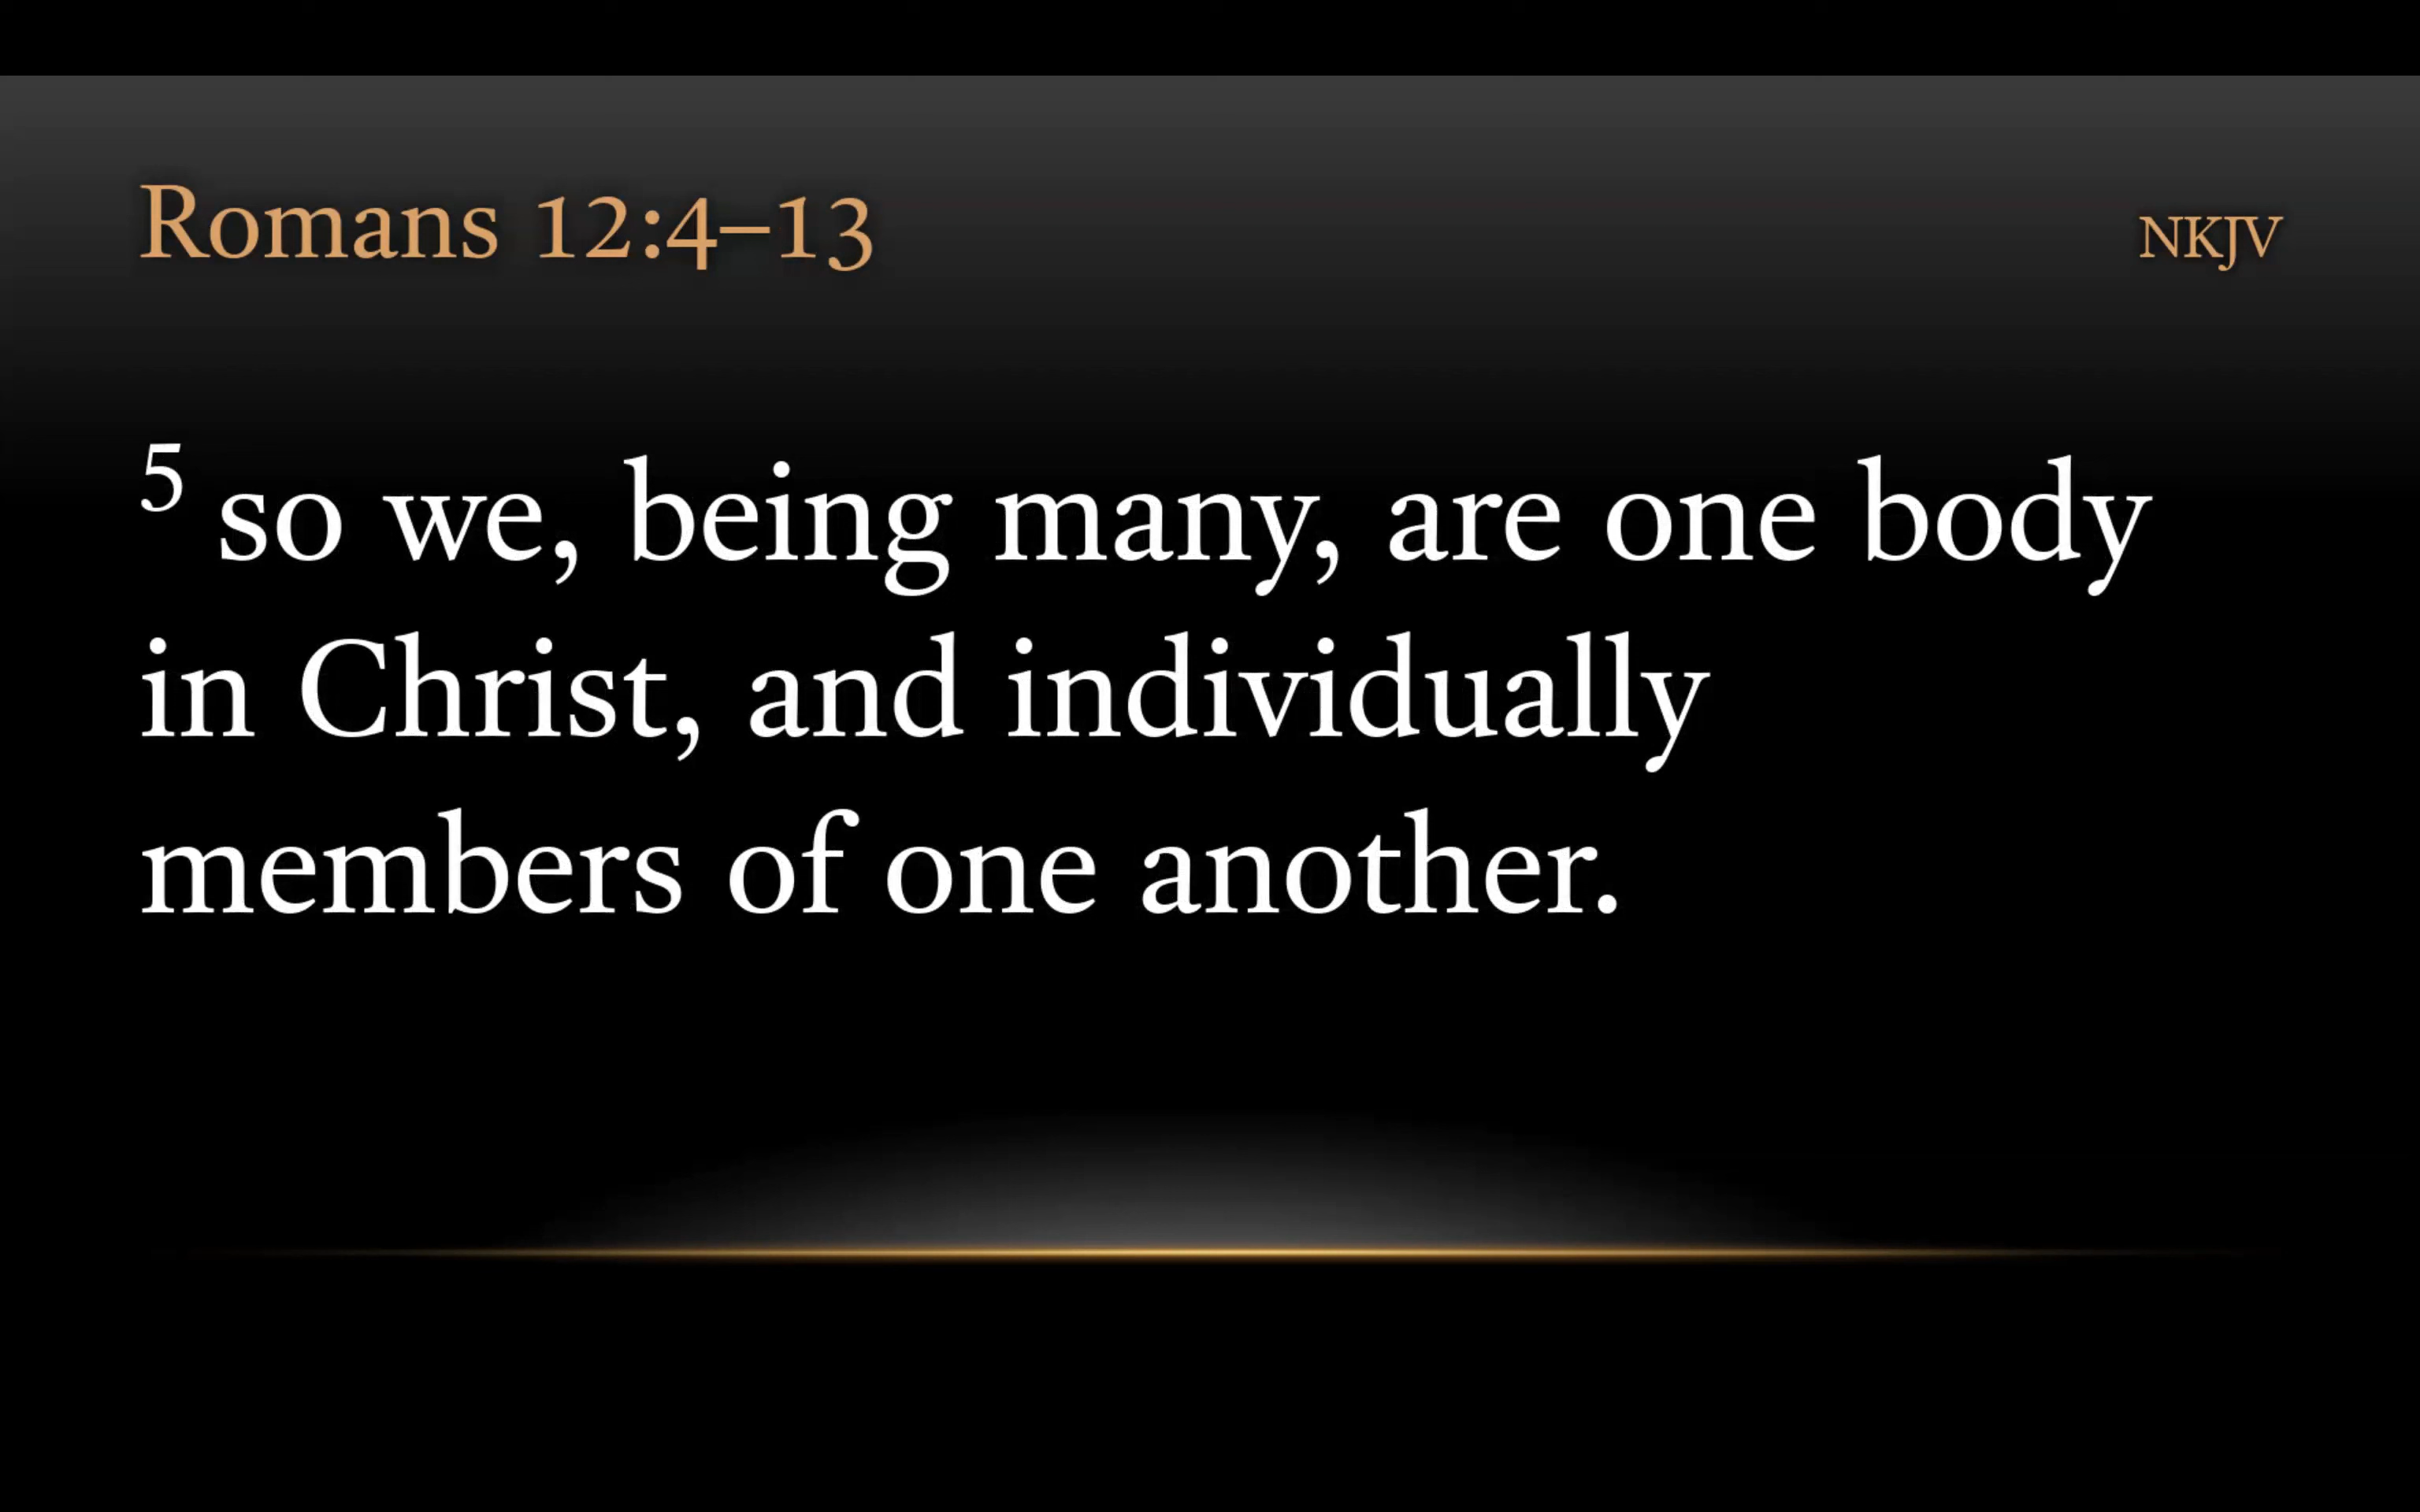 Romans 12:4–13
NKJV
5 so we, being many, are one body
in Christ, and individually
members of one another.